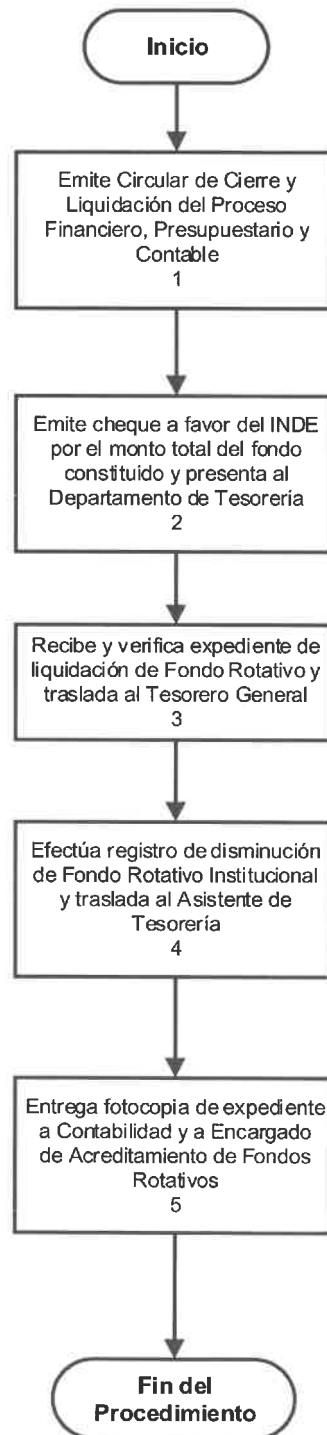 Inicio
Emite Circular de Cierre y
Liquidación del Proceso
Financiero, Presupuestario y
Contable
1
Emite cheque a favor del INDE
por el monto total del fondo
constituido y presenta al
Departamento de Tesorería
2
Recibe y verifica expediente de
liquidación de Fondo Rotativo y
traslada al Tesorero General
3
Efectúa registro de disminución
de Fondo Rotativo Institucional
y traslada al Asistente de
Tesorería
4
Entrega fotocopia de expediente
a Contabilidad y a Encargado
de Acreditamiento de Fondos
Rotativos
5
Fin del
Procedimiento